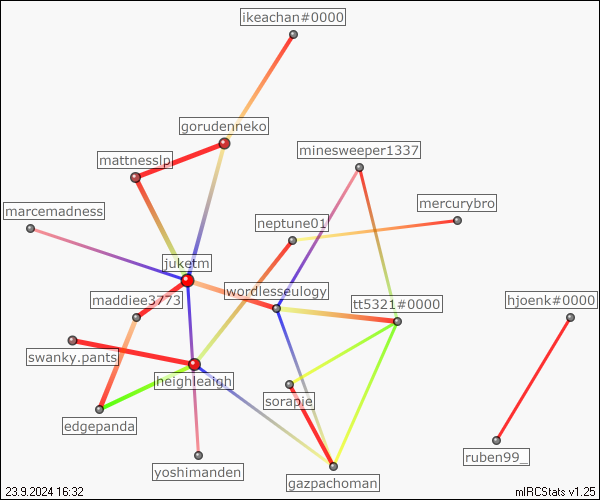 ikeachan#0000
gorudenneko
minesweeper1337
mattnesslp
mercurybro
marcemadness
neptune01
juketm
wordlesseulogy
maddiee3773
tt5321#0000
hjoenk#0000
swanky.pants
heighleaigh
sorapie
edgepanda
ruben99_
yoshimanden
gazpachoman
23.9.2024 16:32
mIRCStats v1.25